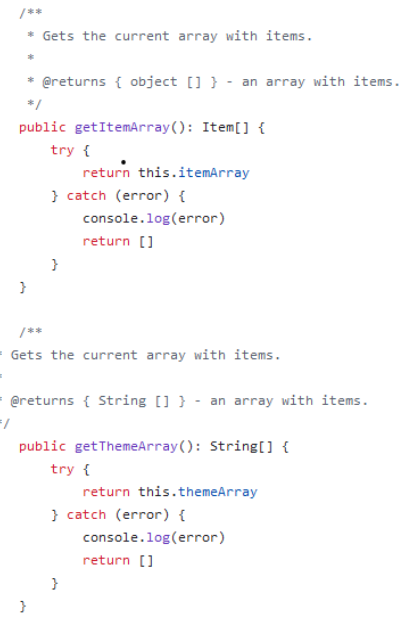 /**
 * Gets the current array with items.
 *
 * @returns { object [] } - an array with items.
 */
public getItemArray(): Item[] {
    try {
        return this.itemArray
    } catch (error) {
        console.log(error)
        return []
    }
}

/**
* Gets the current array with items.
*
* @returns { String [] } - an array with items.
*/
public getThemeArray(): String[] {
    try {
        return this.themeArray
    } catch (error) {
        console.log(error)
        return []
    }
}